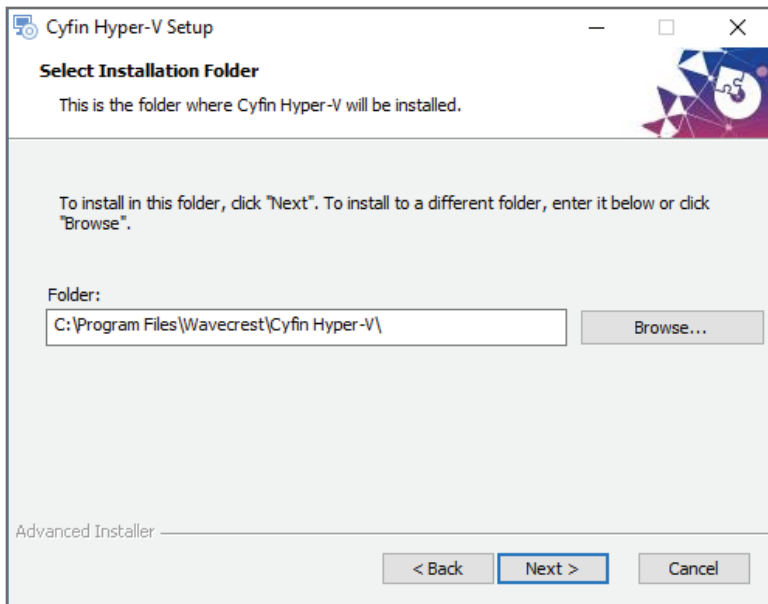 Cyfin Hyper-V Setup
Select Installation Folder
This is the folder where Cyfin Hyper-V will be installed.
To install in this folder, click "Next". To install to a different folder, enter it below or click
"Browse".
Folder:
C:\Program Files\Wavecrest\Cyfin Hyper-V\
Browse...
Advanced Installer
< Back
Next >
Cancel